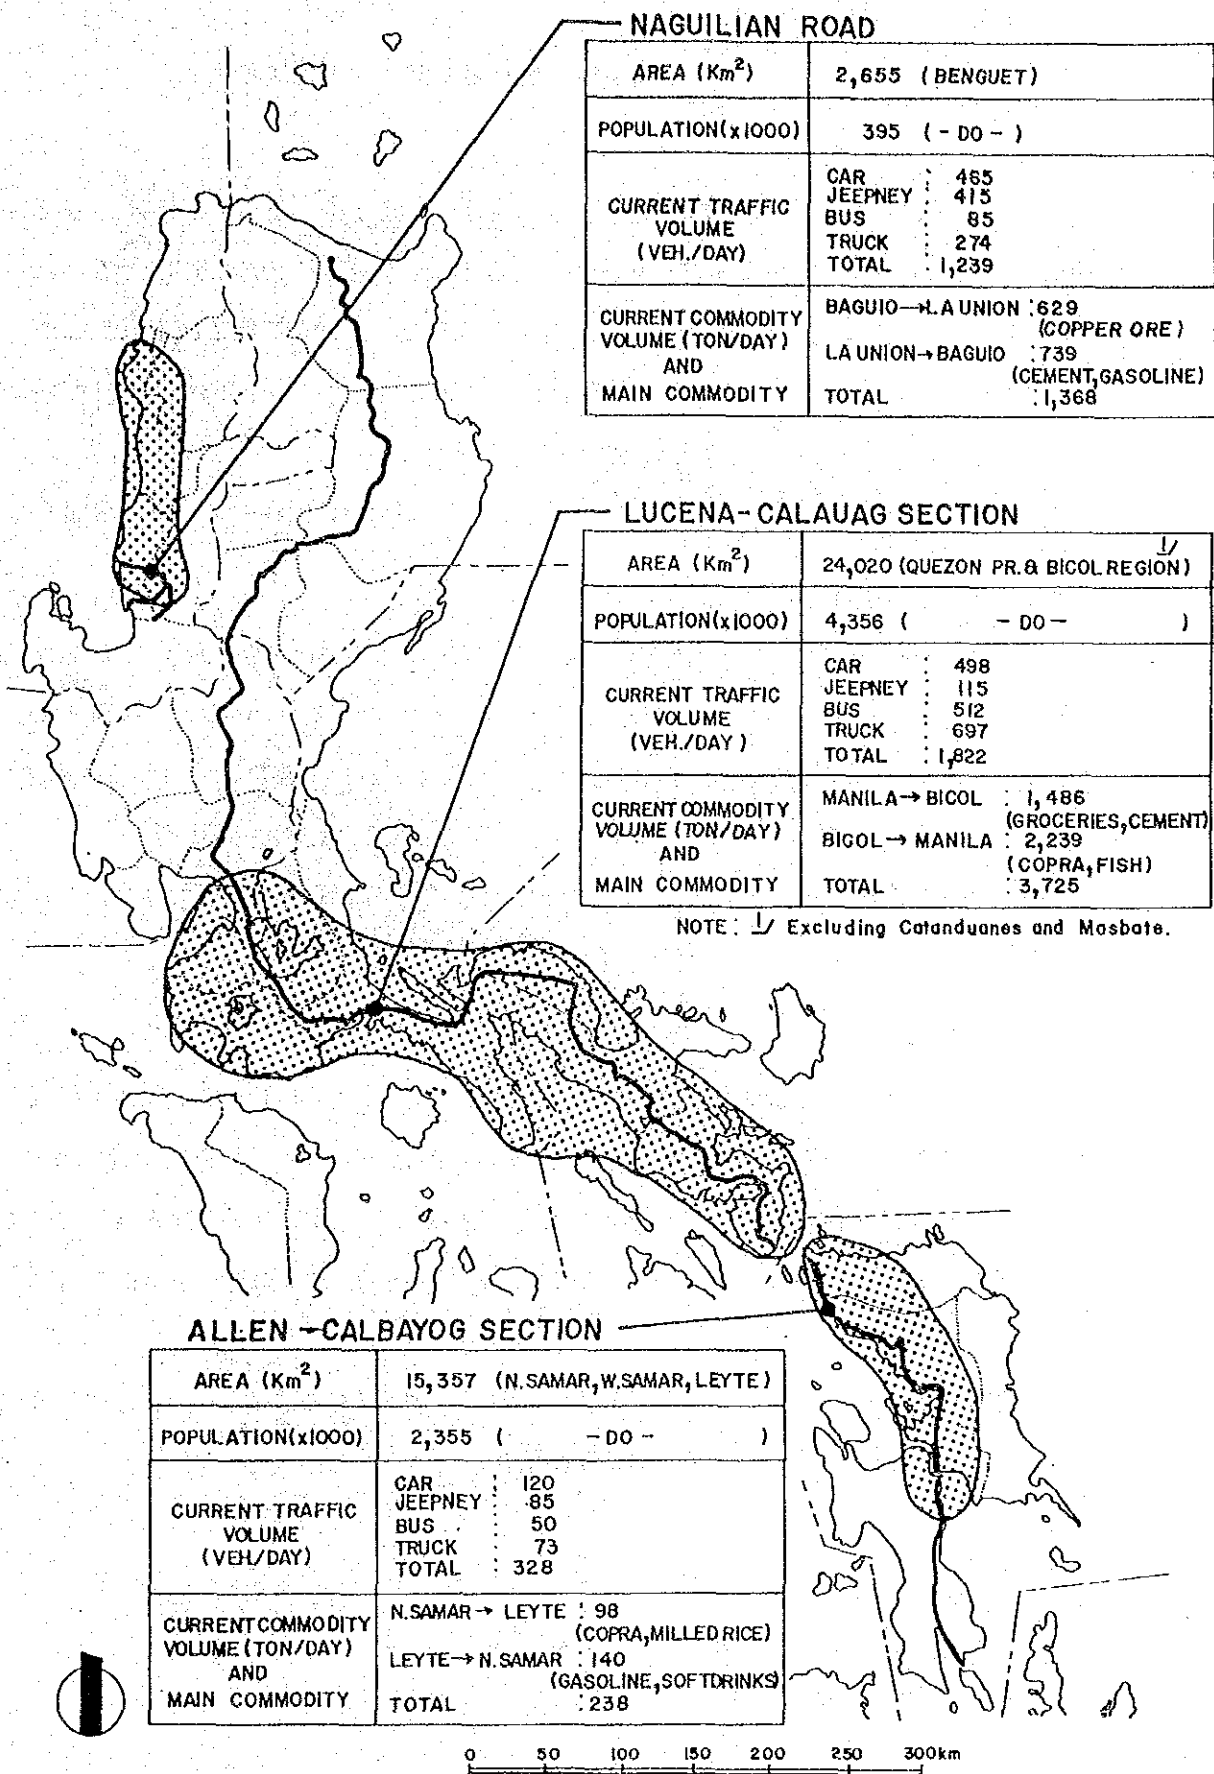 NAGUILIAN ROAD
AREA (Km²) 2,655 (BENGUET)
POPULATION(x1000) 395 (-DO-)
CURRENT TRAFFIC VOLUME (VEH./DAY)
CAR : 465
JEEPNEY : 415
BUS : 85
TRUCK : 274
TOTAL : 1,239
CURRENT COMMODITY VOLUME (TON/DAY) AND MAIN COMMODITY
BAGUIO→LA UNION : 629
(COPPER ORE)
LA UNION→BAGUIO : 739
(CEMENT,GASOLINE)
TOTAL : 1,368
LUCENA-CALAUAG SECTION
AREA (Km²) 24,020 (QUEZON PR. & BICOL REGION) 1/
POPULATION(x1000) 4,356 ( -DO- )
CURRENT TRAFFIC VOLUME (VEH./DAY)
CAR : 498
JEEPNEY : 115
BUS : 512
TRUCK : 697
TOTAL : 1,822
CURRENT COMMODITY VOLUME (TON/DAY) AND MAIN COMMODITY
MANILA→BICOL : 1,486
(GROCERIES,CEMENT)
BICOL→MANILA : 2,239
(COPRA,FISH)
TOTAL : 3,725
NOTE: 1/ Excluding Catanduanes and Masbate.
ALLEN-CALBAYOG SECTION
AREA (Km²) 15,357 (N.SAMAR,W.SAMAR,LEYTE)
POPULATION(x1000) 2,355 ( -DO- )
CURRENT TRAFFIC VOLUME (VEH/DAY)
CAR : 120
JEEPNEY : 85
BUS : 50
TRUCK : 73
TOTAL : 328
CURRENT COMMODITY VOLUME (TON/DAY) AND MAIN COMMODITY
N.SAMAR→LEYTE : 98
(COPRA,MILLED RICE)
LEYTE→N.SAMAR : 140
(GASOLINE,SOFTDRINKS)
TOTAL : 238
0 50 100 150 200 250 300km